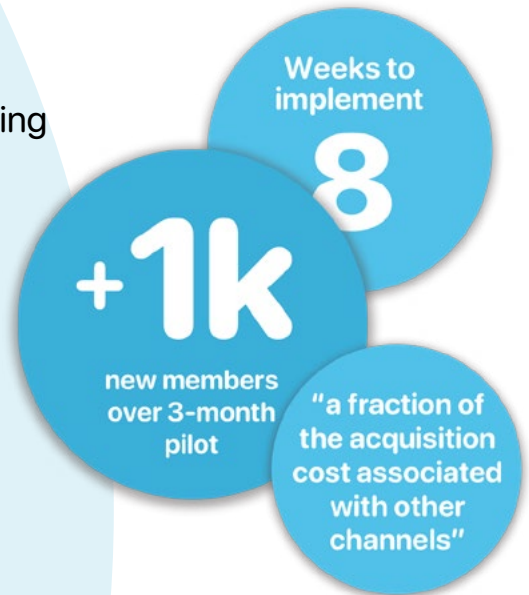 ing
Weeks to
implement
8
+1k
new members
over 3-month
pilot
"a fraction of
the acquisition
cost associated
with other
channels"